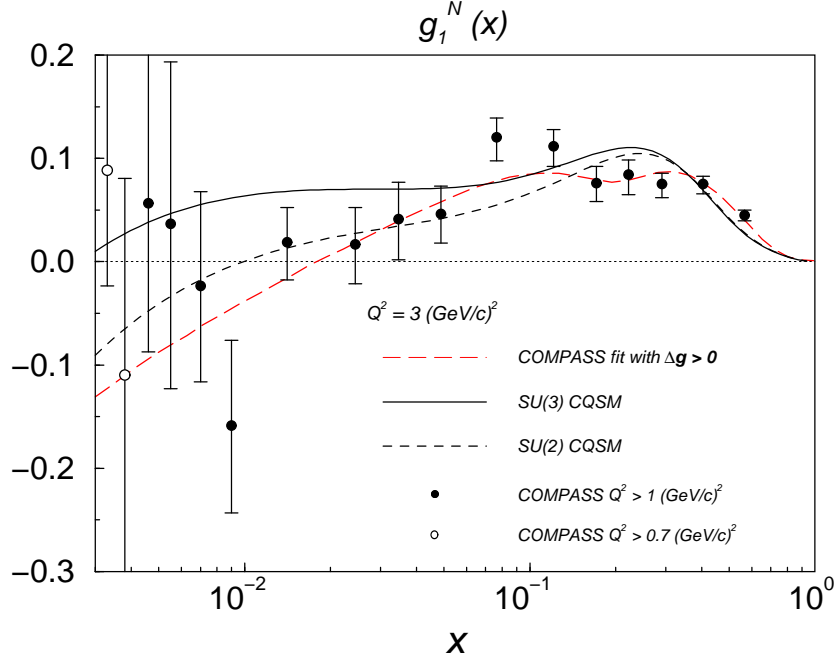 g₁ᴺ (x)
0.2
0.1
0.0
−0.1
−0.2
−0.3
Q² = 3 (GeV/c)²
COMPASS fit with Δg > 0
SU(3) CQSM
SU(2) CQSM
COMPASS Q² > 1 (GeV/c)²
COMPASS Q² > 0.7 (GeV/c)²
10⁻² 10⁻¹ 10⁰
x